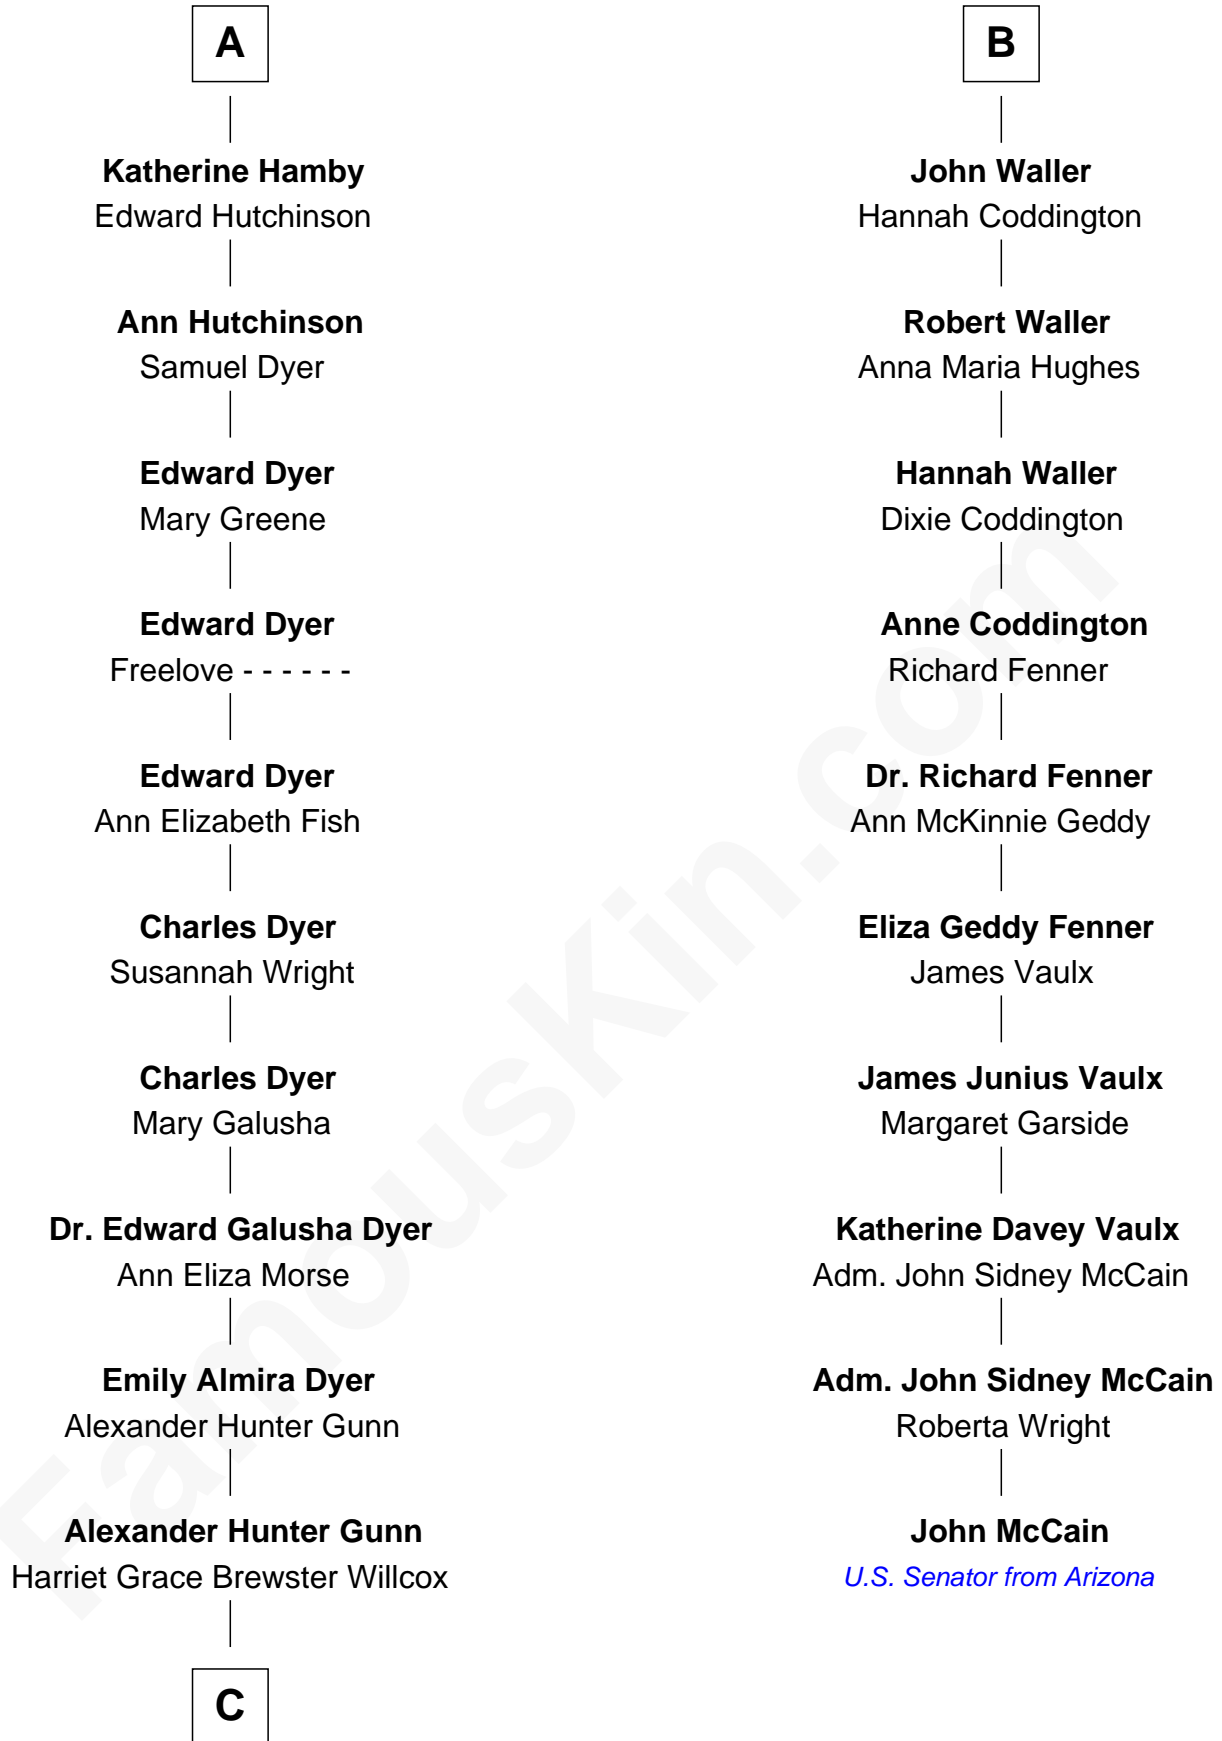 A
Katherine Hamby
Edward Hutchinson
Ann Hutchinson
Samuel Dyer
Edward Dyer
Mary Greene
Edward Dyer
Freelove - - - - - -
Edward Dyer
Ann Elizabeth Fish
Charles Dyer
Susannah Wright
Charles Dyer
Mary Galusha
Dr. Edward Galusha Dyer
Ann Eliza Morse
Emily Almira Dyer
Alexander Hunter Gunn
Alexander Hunter Gunn
Harriet Grace Brewster Willcox
C
B
John Waller
Hannah Coddington
Robert Waller
Anna Maria Hughes
Hannah Waller
Dixie Coddington
Anne Coddington
Richard Fenner
Dr. Richard Fenner
Ann McKinnie Geddy
Eliza Geddy Fenner
James Vaulx
James Junius Vaulx
Margaret Garside
Katherine Davey Vaulx
Adm. John Sidney McCain
Adm. John Sidney McCain
Roberta Wright
John McCain
U.S. Senator from Arizona
FamousKin.com